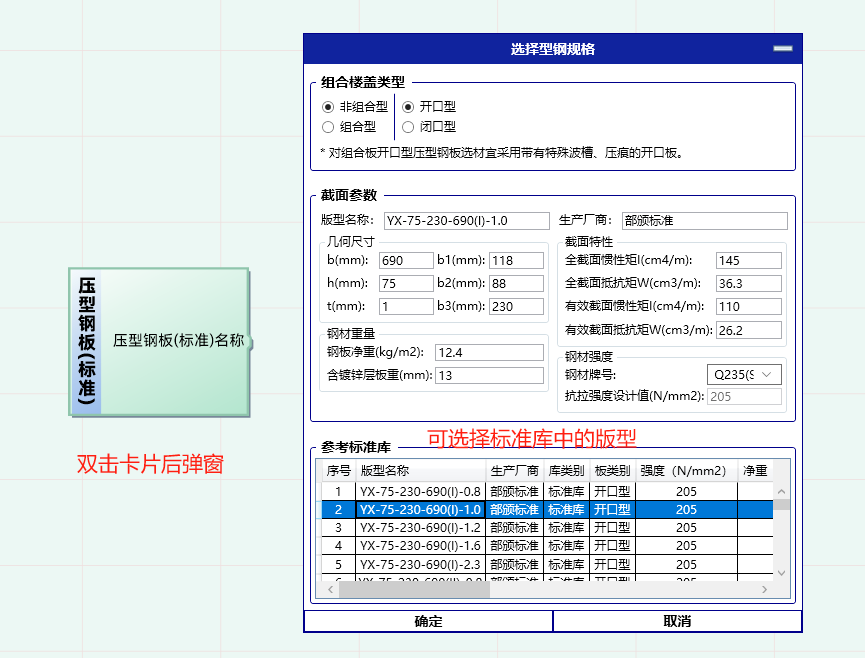 选择型钢规格
组合楼盖类型
非组合型 开口型
组合型 闭口型
* 对组合板开口型压型钢板选材宜采用带有特殊波槽、压痕的开口板。
截面参数
版型名称: YX-75-230-690(I)-1.0 生产厂商: 部颁标准
几何尺寸 截面特性
b(mm): 690 b1(mm): 118 全截面惯性矩I(cm4/m): 145
h(mm): 75 b2(mm): 88 全截面抵抗矩W(cm3/m): 36.3
t(mm): 1 b3(mm): 230 有效截面惯性矩I(cm4/m): 110
有效截面抵抗矩W(cm3/m): 26.2
钢材重量
钢板净重(kg/m2): 12.4
含镀锌层板重(mm): 13
钢材强度
钢材牌号: Q235(S
抗拉强度设计值(N/mm2): 205
压型钢板(标准)
压型钢板(标准)名称
双击卡片后弹窗
可选择标准库中的版型
参考标准库
序号 版型名称 生产厂商 库类别 板类别 强度（N/mm2） 净重
1 YX-75-230-690(I)-0.8 部颁标准 标准库 开口型 205
2 YX-75-230-690(I)-1.0 部颁标准 标准库 开口型 205
3 YX-75-230-690(I)-1.2 部颁标准 标准库 开口型 205
4 YX-75-230-690(I)-1.6 部颁标准 标准库 开口型 205
5 YX-75-230-690(I)-2.3 部颁标准 标准库 开口型 205
确定 取消